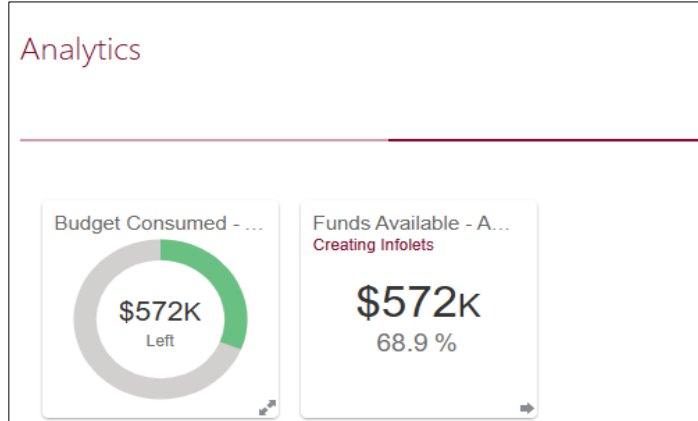 Analytics
Budget Consumed - ...
$572K
Left
Funds Available - A...
Creating Infolets
$572K
68.9 %